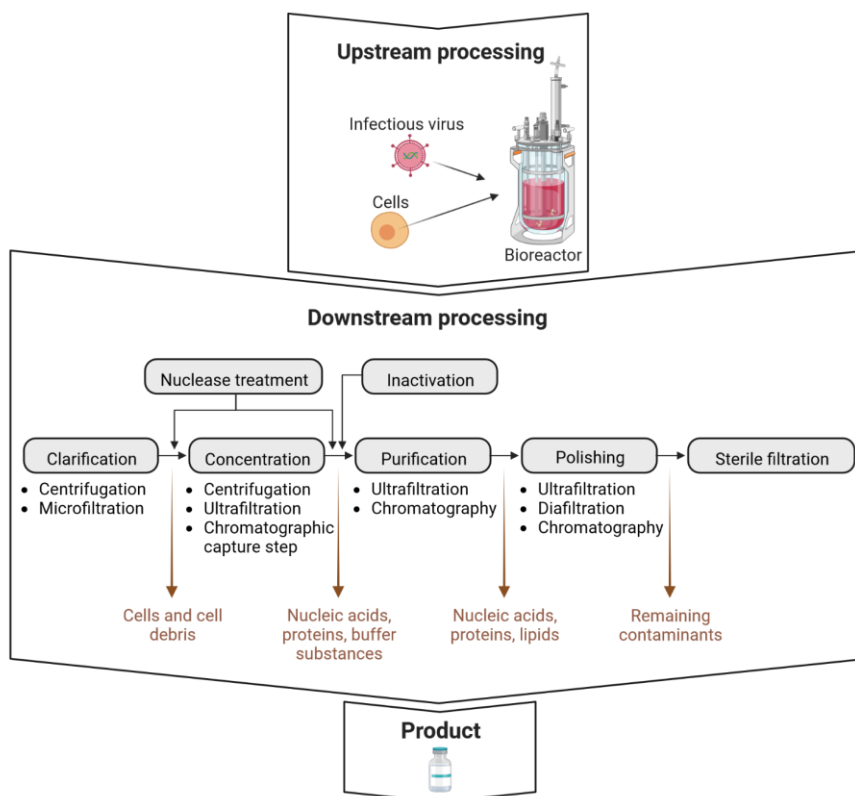 Upstream processing
Infectious virus
Cells
Bioreactor
Downstream processing
Nuclease treatment
Inactivation
Clarification
Concentration
Purification
Polishing
Sterile filtration
• Centrifugation
• Microfiltration
• Centrifugation
• Ultrafiltration
• Chromatographic
capture step
• Ultrafiltration
• Chromatography
• Ultrafiltration
• Diafiltration
• Chromatography
Cells and cell
debris
Nucleic acids,
proteins, buffer
substances
Nucleic acids,
proteins, lipids
Remaining
contaminants
Product